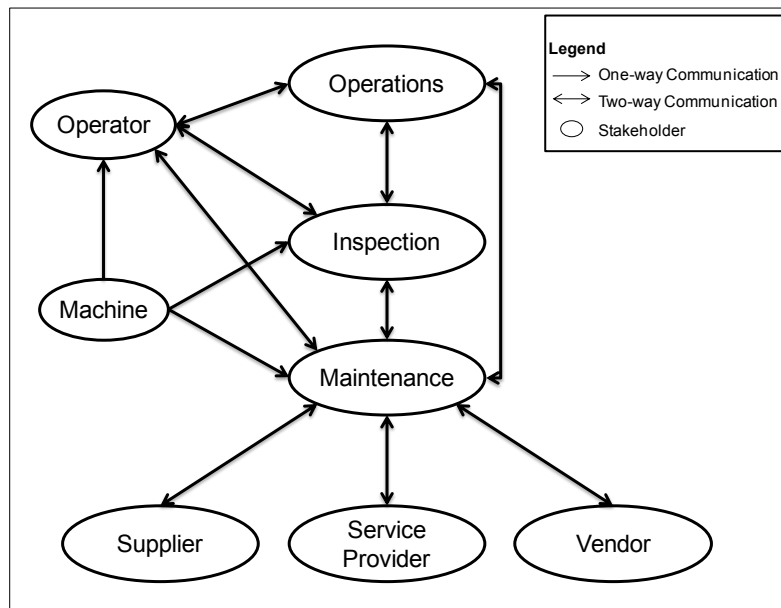 Legend
One-way Communication
Two-way Communication
Stakeholder
Operations
Operator
Inspection
Machine
Maintenance
Supplier
Service
Provider
Vendor